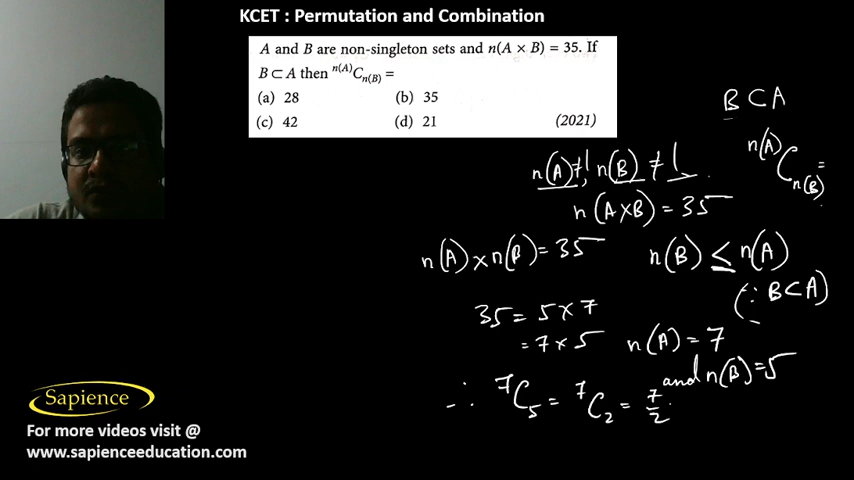 KCET : Permutation and Combination
A and B are non-singleton sets and n(A × B) = 35. If
B ⊂ A then ⁿ⁽ᴬ⁾Cₙ₍B₎ =
(a) 28 (b) 35
(c) 42 (d) 21 (2021)
B ⊂ A
n(A) ≠ 1, n(B) ≠ 1
ⁿ⁽ᴬ⁾Cₙ₍B₎ =
n(A×B) = 35
n(A) × n(B) = 35 n(B) ≤ n(A)
(∵ B ⊂ A)
35 = 5 × 7
= 7 × 5 n(A) = 7
and n(B) = 5
∴ ⁷C₅ = ⁷C₂ = 7/2
Sapience
For more videos visit @
www.sapienceeducation.com